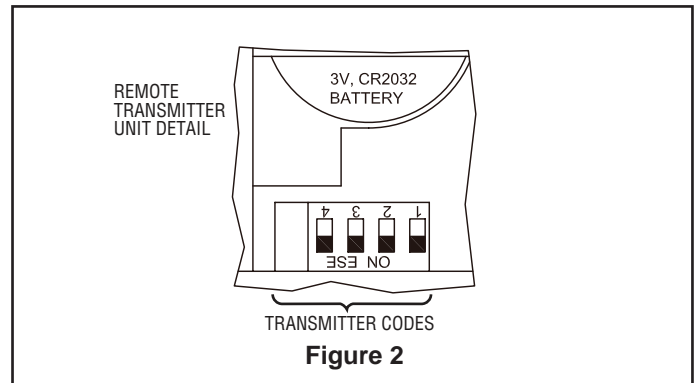 3V, CR2032
BATTERY
REMOTE
TRANSMITTER
UNIT DETAIL
1 2 3 4
ON ESE
TRANSMITTER CODES
Figure 2